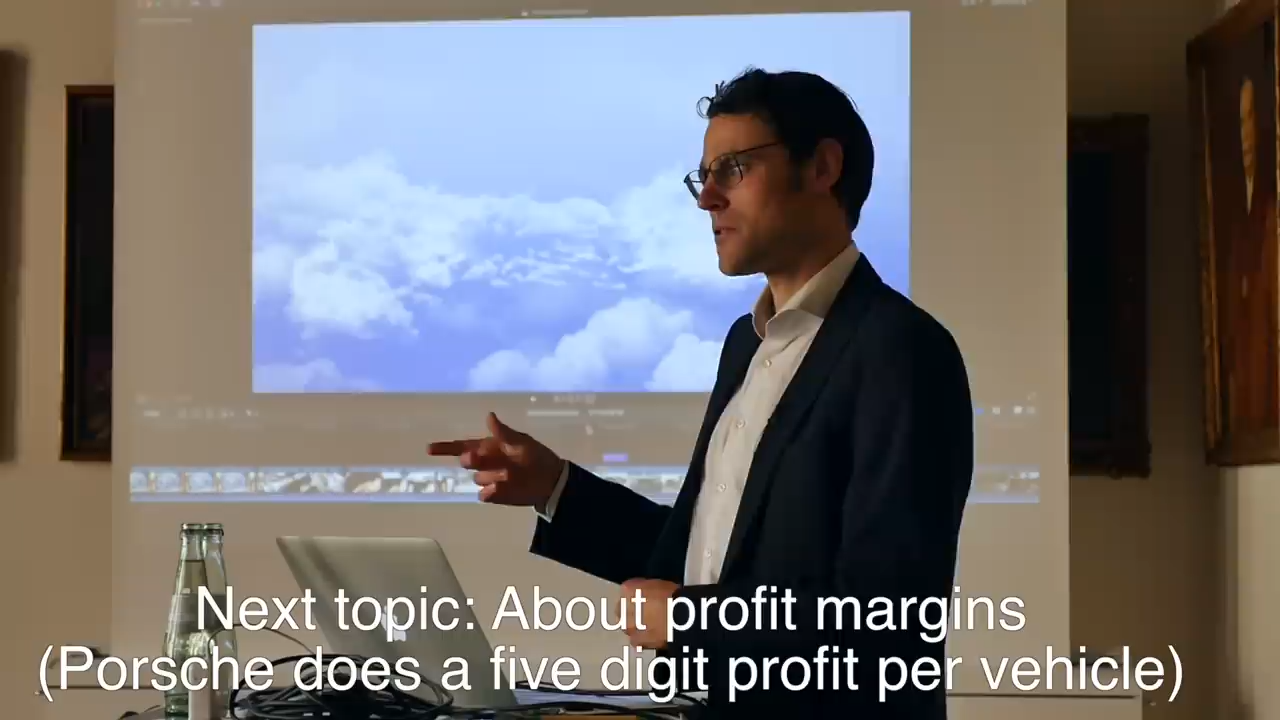 Next topic: About profit margins
(Porsche does a five digit profit per vehicle)